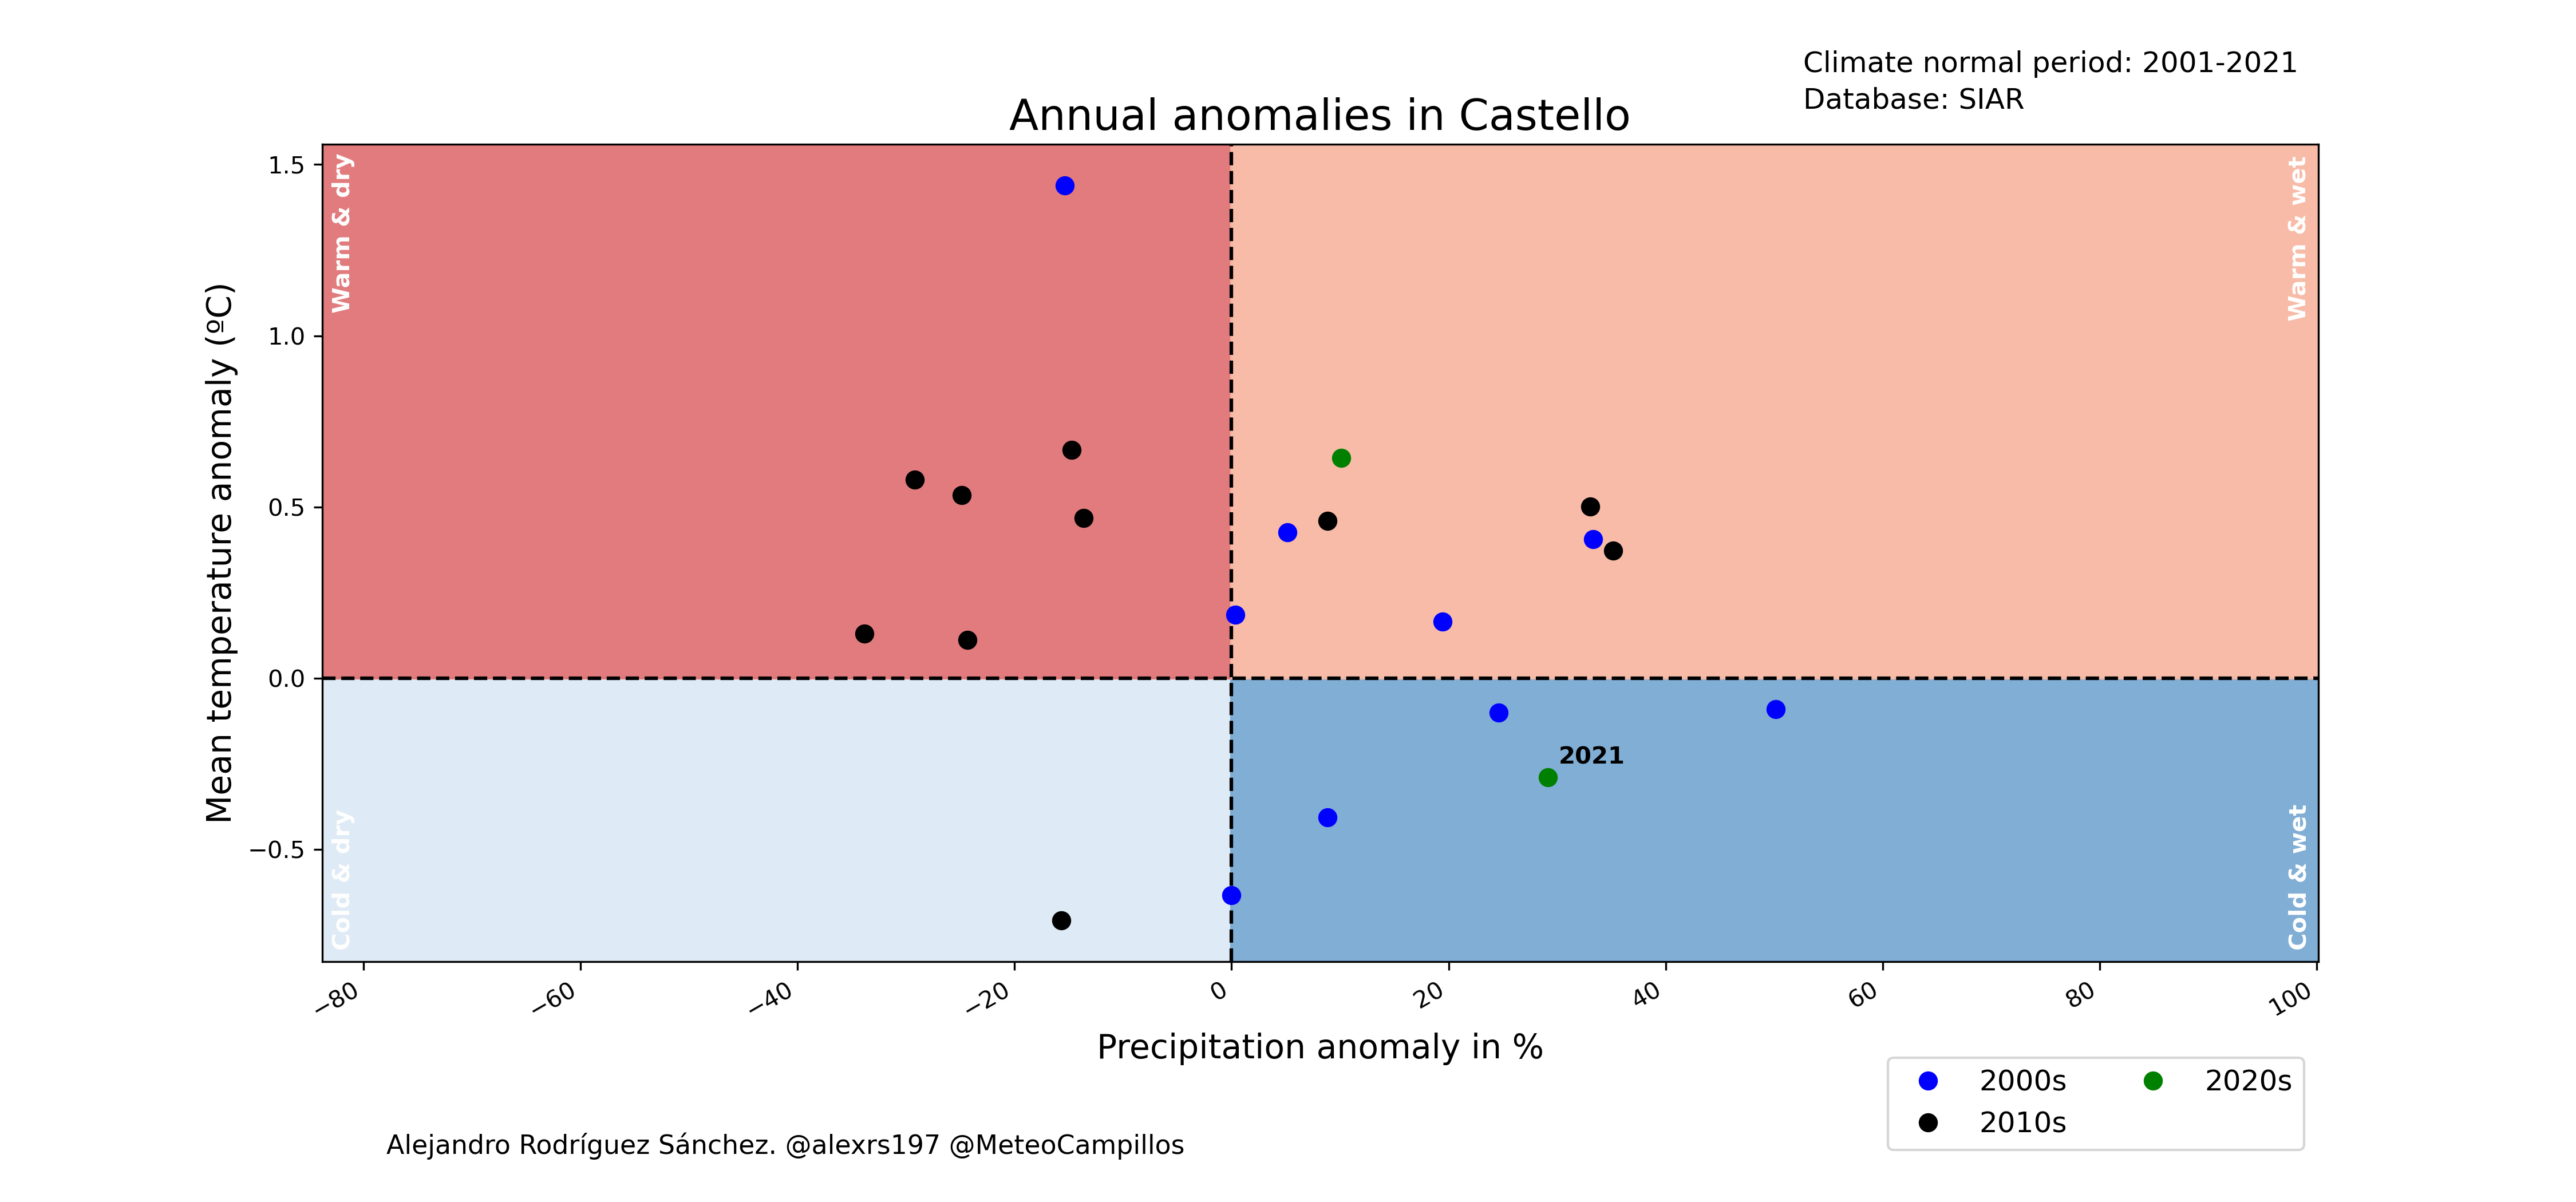 Climate normal period: 2001-2021
Database: SIAR
Annual anomalies in Castello
Warm & dry
Warm & wet
Cold & dry
Cold & wet
Mean temperature anomaly (ºC)
1.5
1.0
0.5
0.0
−0.5
2021
−80
−60
−40
−20
0
20
40
60
80
100
Precipitation anomaly in %
2000s
2010s
2020s
Alejandro Rodríguez Sánchez. @alexrs197 @MeteoCampillos